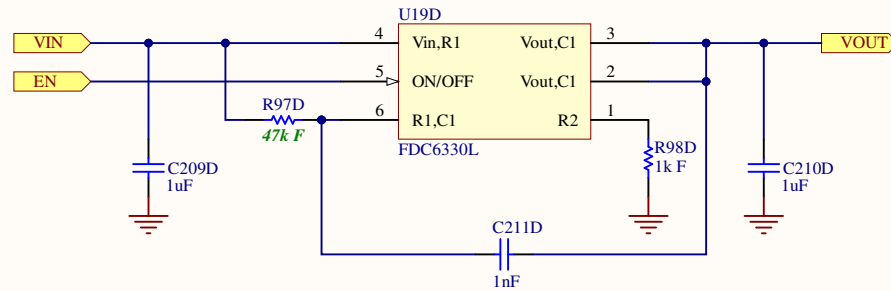 U19D
VIN
4
Vin,R1
Vout,C1
3
VOUT
EN
5
ON/OFF
Vout,C1
2
R97D
47k F
6
R1,C1
R2
1
FDC6330L
R98D
1k F
C209D
1uF
C210D
1uF
C211D
1nF